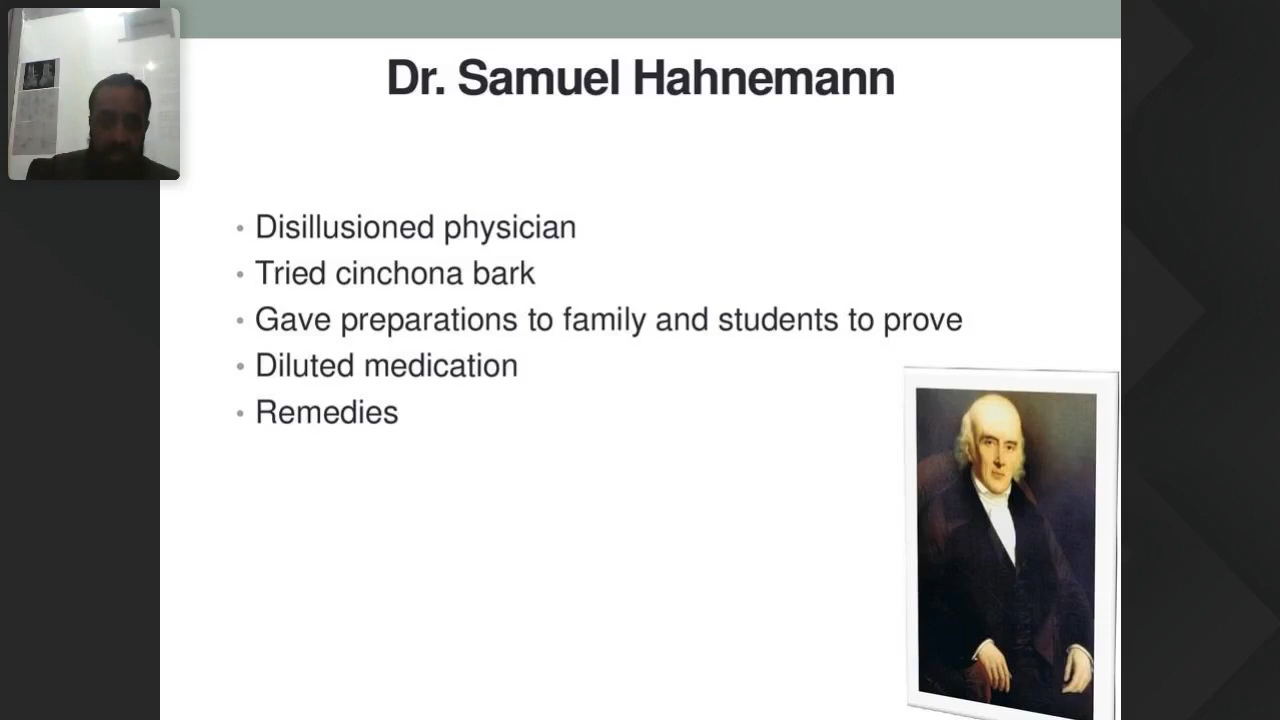 Dr. Samuel Hahnemann
• Disillusioned physician
• Tried cinchona bark
• Gave preparations to family and students to prove
• Diluted medication
• Remedies